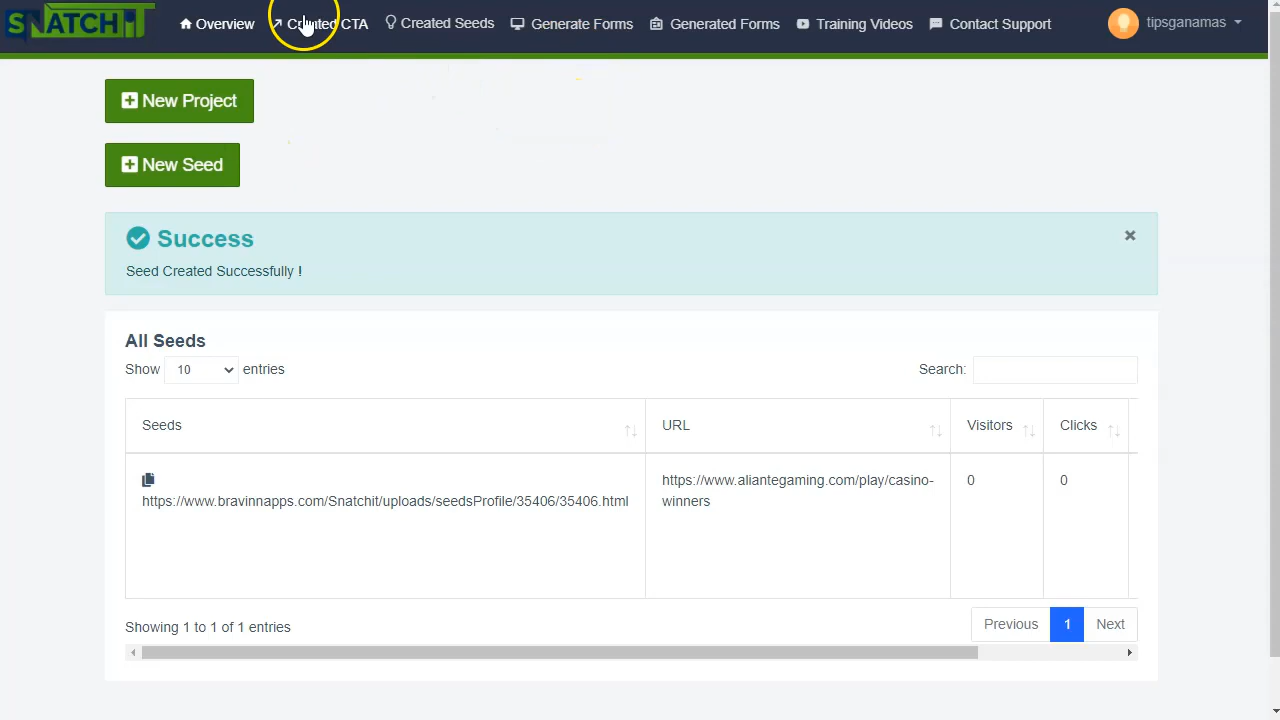 SNATCHiT
Overview Created CTA Created Seeds Generate Forms Generated Forms Training Videos Contact Support tipsganamas
New Project
New Seed
Success
Seed Created Successfully !
All Seeds
Show 10 entries Search:
Seeds URL Visitors Clicks
https://www.bravinnapps.com/Snatchit/uploads/seedsProfile/35406/35406.html
https://www.aliantegaming.com/play/casino-
winners
0 0
Showing 1 to 1 of 1 entries Previous 1 Next